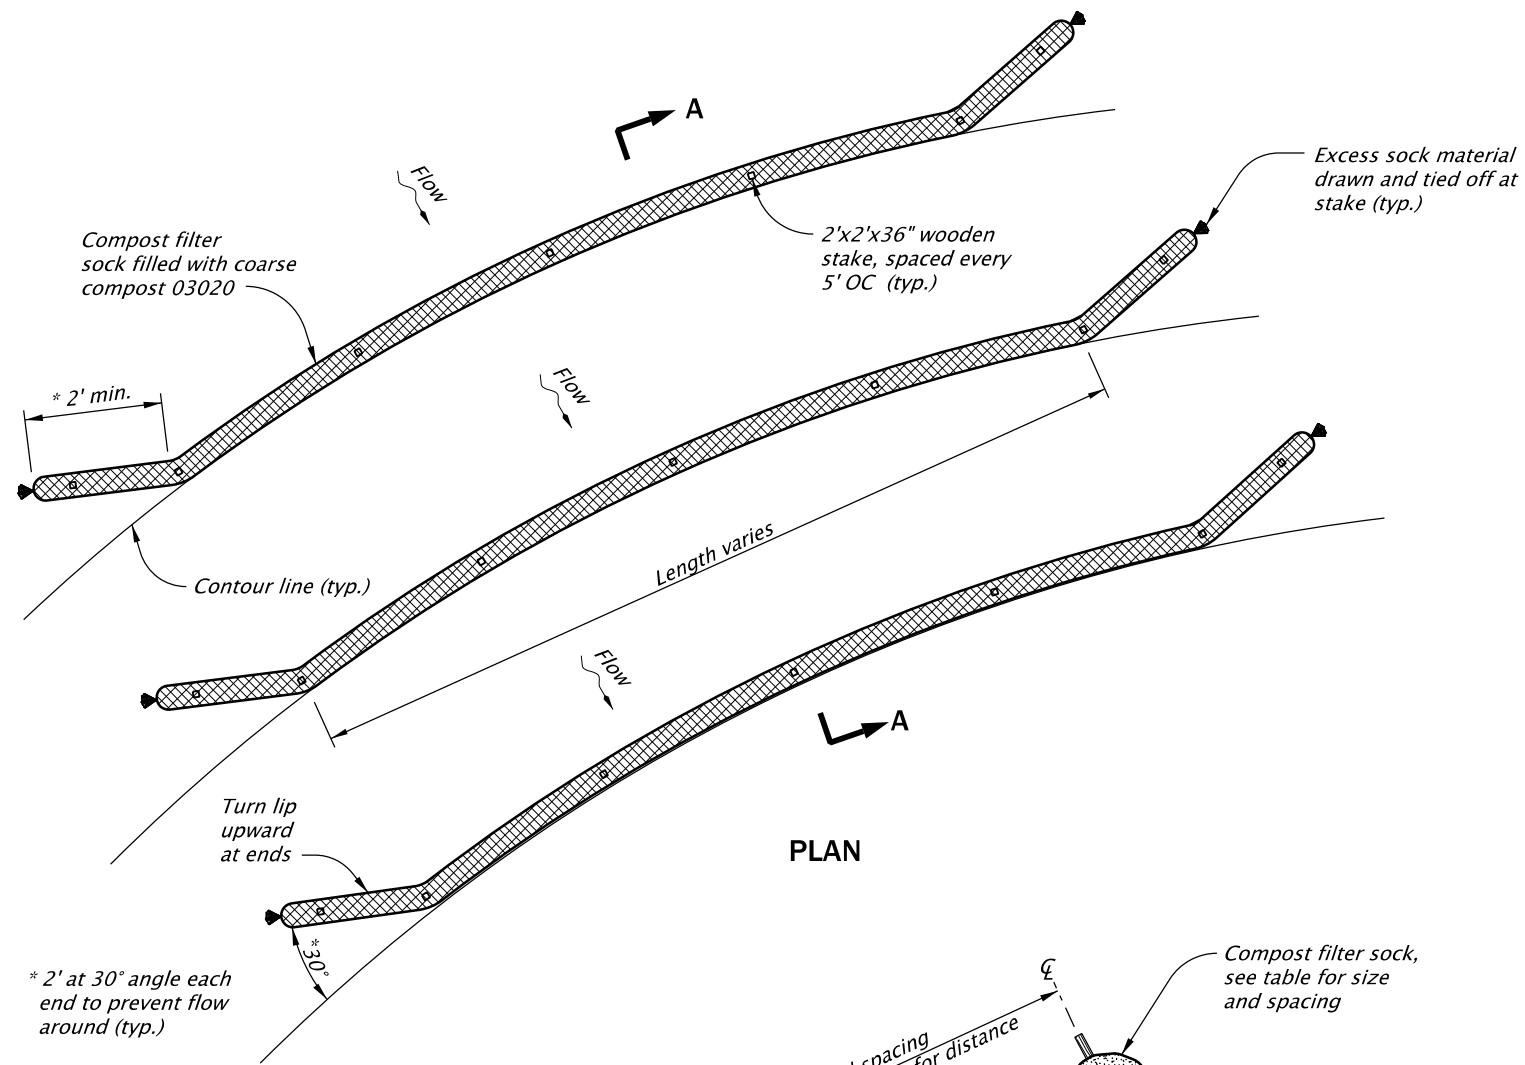 A
Flow
Excess sock material
drawn and tied off at
stake (typ.)
Compost filter
sock filled with coarse
compost 03020
2'x2'x36" wooden
stake, spaced every
5' OC (typ.)
* 2' min.
Flow
Contour line (typ.)
Length varies
Flow
A
Turn lip
upward
at ends
PLAN
*30°
* 2' at 30° angle each
end to prevent flow
around (typ.)
Compost filter sock,
see table for size
and spacing
℄
spacing
for distance